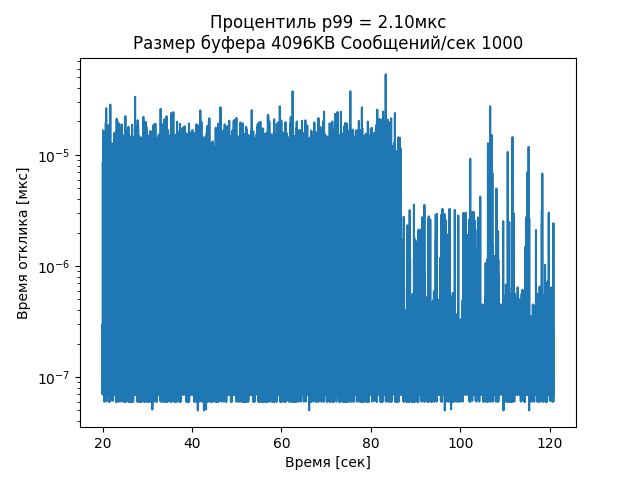 Процентиль p99 = 2.10мкс
Размер буфера 4096KB Сообщений/сек 1000
Время отклика [мкс]
10⁻⁵
10⁻⁶
10⁻⁷
20 40 60 80 100 120
Время [сек]